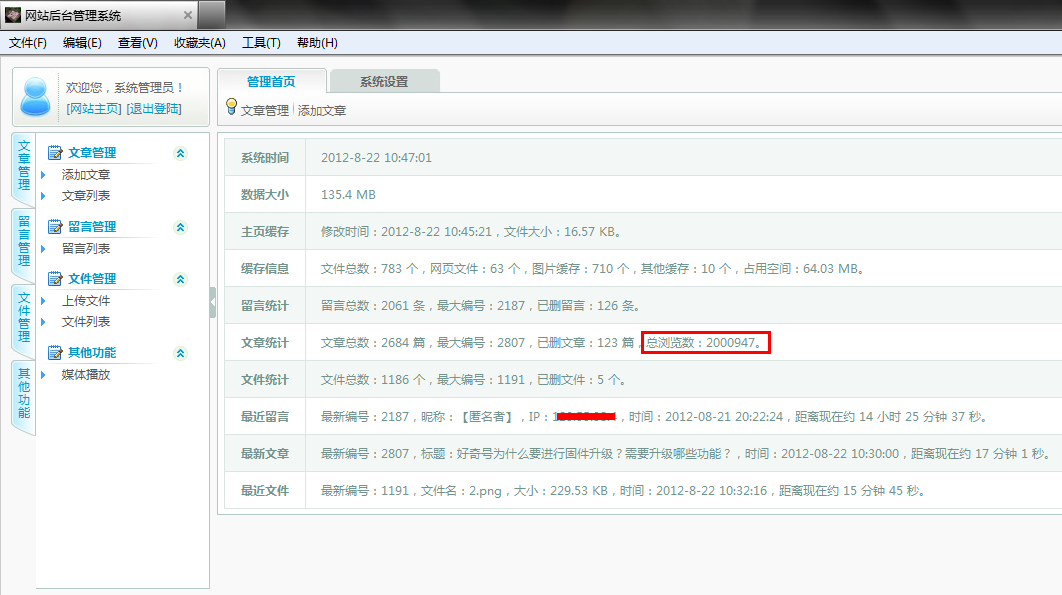 网站后台管理系统
文件(F) 编辑(E) 查看(V) 收藏夹(A) 工具(T) 帮助(H)
欢迎您，系统管理员！
[网站主页] [退出登陆]
管理首页 系统设置
文章管理 添加文章
文章管理
留言管理
文件管理
其他功能
文章管理
添加文章
文章列表
留言管理
留言列表
文件管理
上传文件
文件列表
其他功能
媒体播放
系统时间 2012-8-22 10:47:01
数据大小 135.4 MB
主页缓存 修改时间：2012-8-22 10:45:21，文件大小：16.57 KB。
缓存信息 文件总数：783 个，网页文件：63 个，图片缓存：710 个，其他缓存：10 个，占用空间：64.03 MB。
留言统计 留言总数：2061 条，最大编号：2187，已删留言：126 条。
文章统计 文章总数：2684 篇，最大编号：2807，已删文章：123 篇，总浏览数：2000947。
文件统计 文件总数：1186 个，最大编号：1191，已删文件：5 个。
最近留言 最新编号：2187，昵称：【匿名者】，IP：，时间：2012-08-21 20:22:24，距离现在约 14 小时 25 分钟 37 秒。
最新文章 最新编号：2807，标题：好奇号为什么要进行固件升级？需要升级哪些功能？，时间：2012-08-22 10:30:00，距离现在约 17 分钟 1 秒。
最近文件 最新编号：1191，文件名：2.png，大小：229.53 KB，时间：2012-8-22 10:32:16，距离现在约 15 分钟 45 秒。